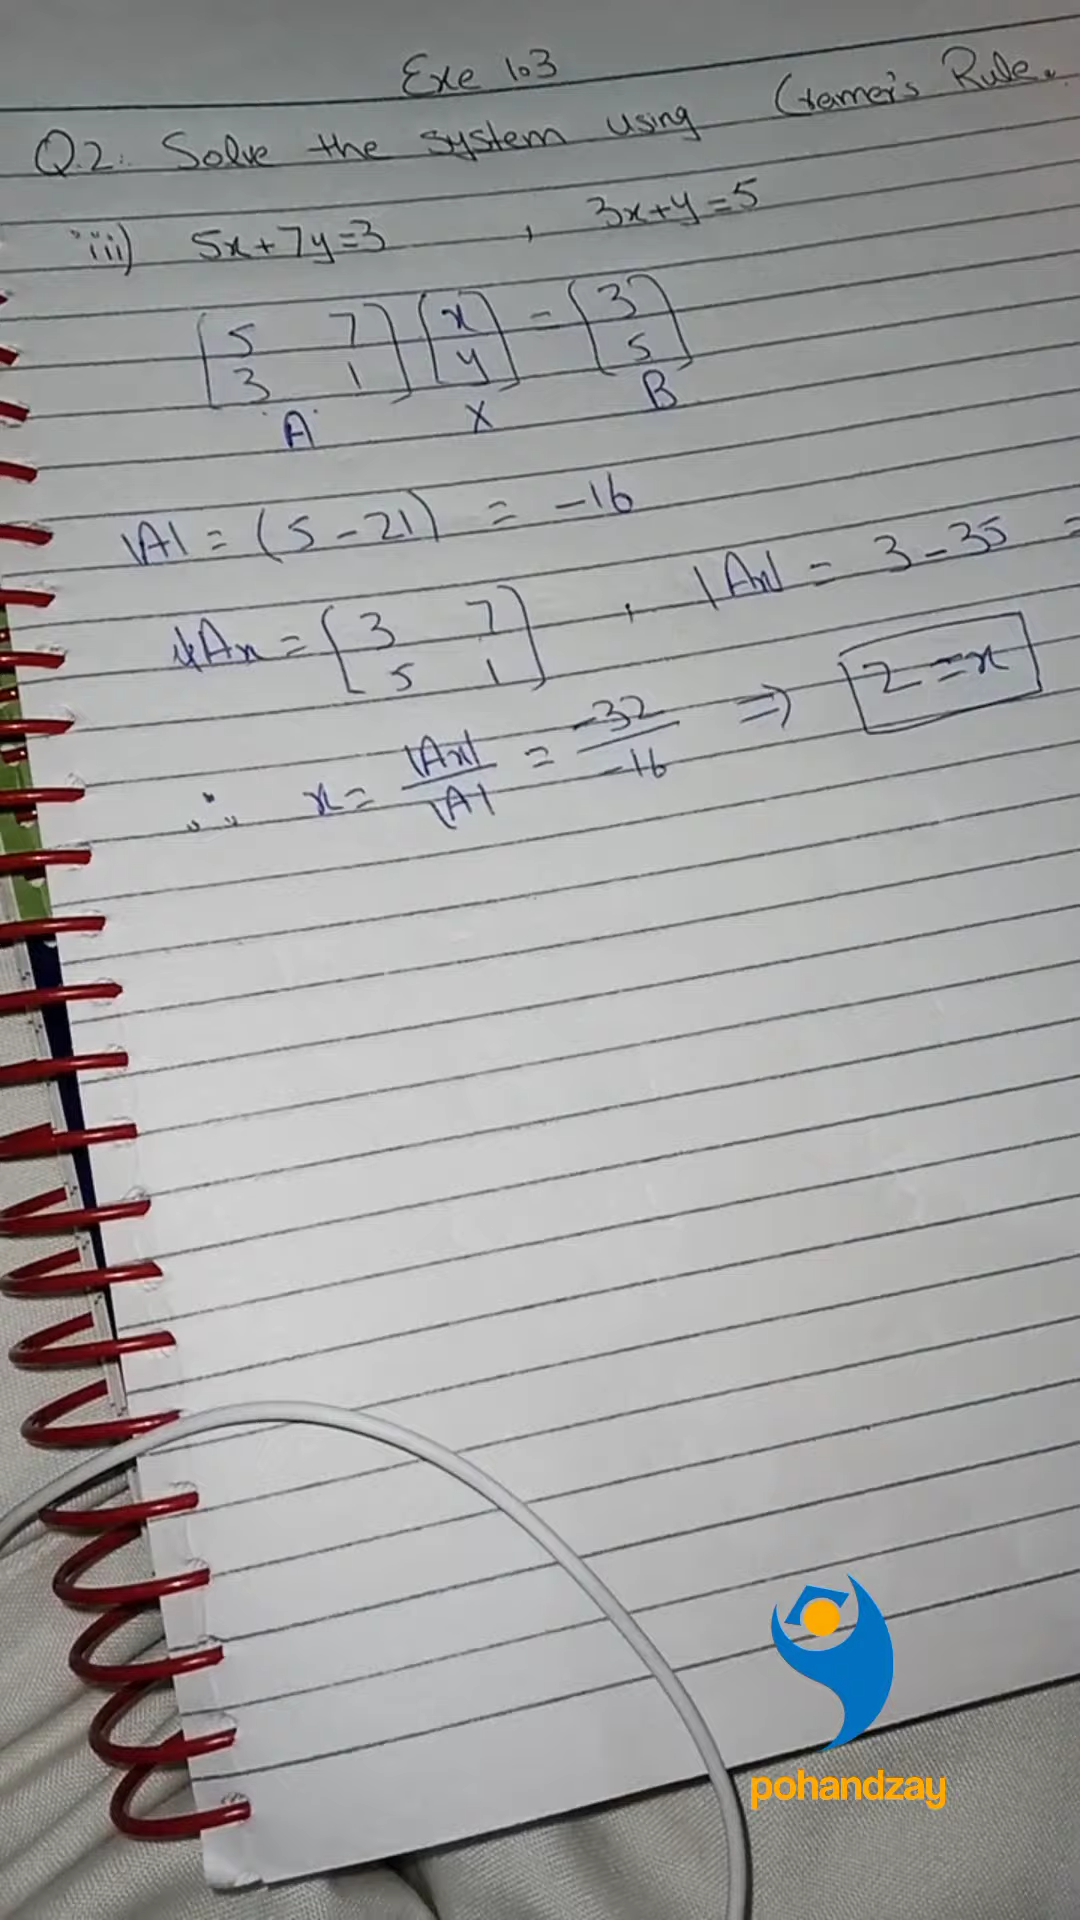 Exe 1.3
Q.2: Solve the system using Cramer's Rule.
iii) 5x+7y=3 , 3x+y=5
[5 7] [x] = [3]
[3 1] [y] [5]
A X B
|A| = (5-21) = -16
Ax = [3 7] , |Ax| = 3-35 =
[5 1]
∴ x = |Ax| / |A| = -32 / -16 ⇒ 2=x
pohandzay